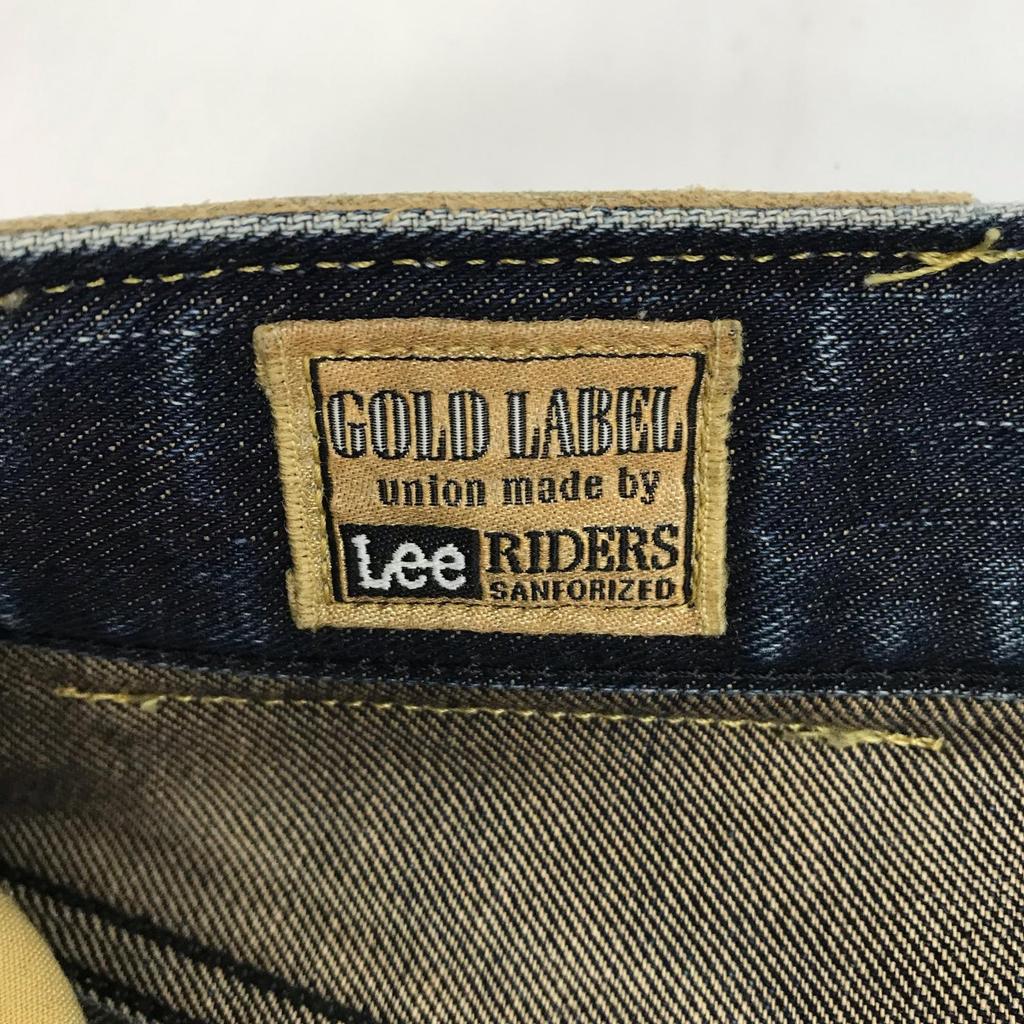 GOLD LABEL
union made by
Lee RIDERS
SANFORIZED